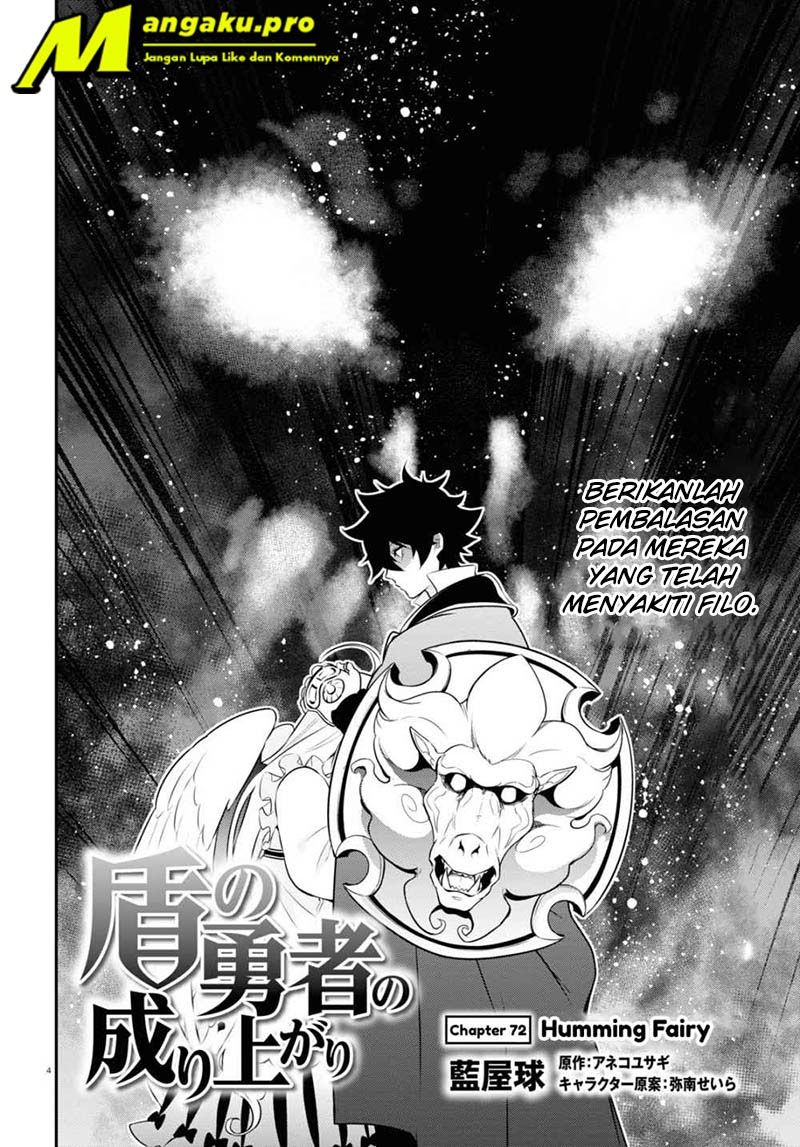 Mangaku.pro
Jangan Lupa Like dan Komennya
BERIKANLAH
PEMBALASAN
PADA MEREKA
YANG TELAH
MENYAKITI FILO.
盾の勇者の
成り上がり
Chapter 72 Humming Fairy
藍屋球
原作:アネコユサギ
キャラクター原案:弥南せいら
4